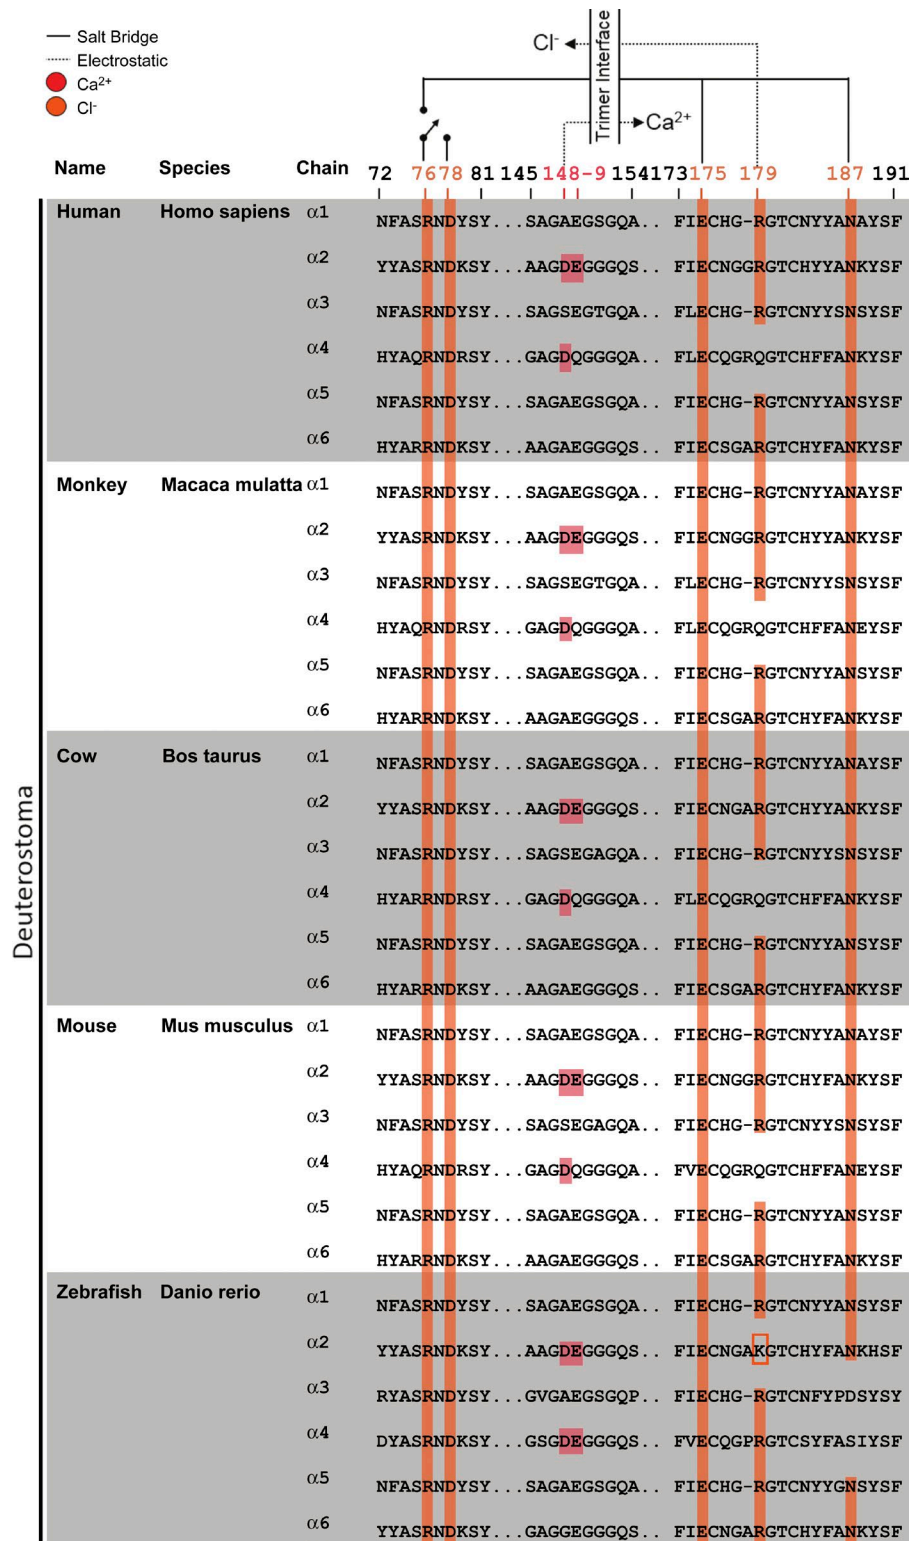 Salt Bridge
Electrostatic
Ca2+
Cl-
Cl-
Trimer Interface
Ca2+
Name Species Chain 72 76 78 81 145 148-9 154 173 175 179 187 191
Deuterostoma
Human Homo sapiens α1 NFASRNDYSY...SAGAEGSGQA.. FIECHG-RGTCNYYANAYSF
α2 YYASRNDKSY...AAGDEGGGQS.. FIECNGGRGTCHYYANKYSF
α3 NFASRNDYSY...SAGSEGTGQA.. FLECHG-RGTCNYYSNSYSF
α4 HYAQRNDRSY...GAGDQGGGQA.. FLECQGRQGTCHFFANKYSF
α5 NFASRNDYSY...SAGAEGSGQA.. FIECHG-RGTCNYYANSYSF
α6 HYARRNDKSY...AAGAEGGGQS.. FIECSGARGTCHYFANKYSF
Monkey Macaca mulatta α1 NFASRNDYSY...SAGAEGSGQA.. FIECHG-RGTCNYYANAYSF
α2 YYASRNDKSY...AAGDEGGGQS.. FIECNGGRGTCHYYANKYSF
α3 NFASRNDYSY...SAGSEGTGQA.. FLECHG-RGTCNYYSNSYSF
α4 HYAQRNDRSY...GAGDQGGGQA.. FLECQGRQGTCHFFANEYSF
α5 NFASRNDYSY...SAGAEGSGQA.. FIECHG-RGTCNYYANSYSF
α6 HYARRNDKSY...AAGAEGGGQS.. FIECSGARGTCHYFANKYSF
Cow Bos taurus α1 NFASRNDYSY...SAGAEGSGQA.. FIECHG-RGTCNYYANAYSF
α2 YYASRNDKSY...AAGDEGGGQS.. FIECNGARGTCHYYANKYSF
α3 NFASRNDYSY...SAGSEGAGQA.. FIECHG-RGTCNYYSNSYSF
α4 HYARRNDRSY...GAGDQGGGQA.. FLECQGRQGTCHFFANKYSF
α5 NFASRNDYSY...SAGAEGSGQA.. FIECHG-RGTCNYYANSYSF
α6 HYARRNDKSY...AAGAEGGGQS.. FIECSGARGTCHYFANKYSF
Mouse Mus musculus α1 NFASRNDYSY...SAGAEGSGQA.. FIECHG-RGTCNYYANAYSF
α2 YYASRNDKSY...AAGDEGGGQS.. FIECNGGRGTCHYFANKYSF
α3 NFASRNDYSY...SAGSEGAGQA.. FIECHG-RGTCNYYSNSYSF
α4 HYAQRNDRSY...GAGDQGGGQA.. FVECQGRQGTCHFFANEYSF
α5 NFASRNDYSY...SAGAEGSGQA.. FIECHG-RGTCNYYANSYSF
α6 HYARRNDKSY...AAGAEGGGQS.. FIECSGARGTCHYFANKYSF
Zebrafish Danio rerio α1 NFASRNDYSY...SAGAEGSGQA.. FIECHG-RGTCNYYANSYSF
α2 YYASRNDKSY...AAGDEGGGQS.. FIECNGAKGTCHYFANKHSF
α3 RYASRNDKSY...GVGAEGSGQP.. FIECHG-RGTCNFYPDSYSY
α4 DYASRNDKSY...GSGDEGGGQS.. FVECQGPRGTCSYFASIYSF
α5 NFASRNDYSY...SAGAEGSGQA.. FIECHG-RGTCNYYGNSYSF
α6 YYASRNDKSY...GAGGEGGGQS.. FIECNGARGTCHYFANKYSF